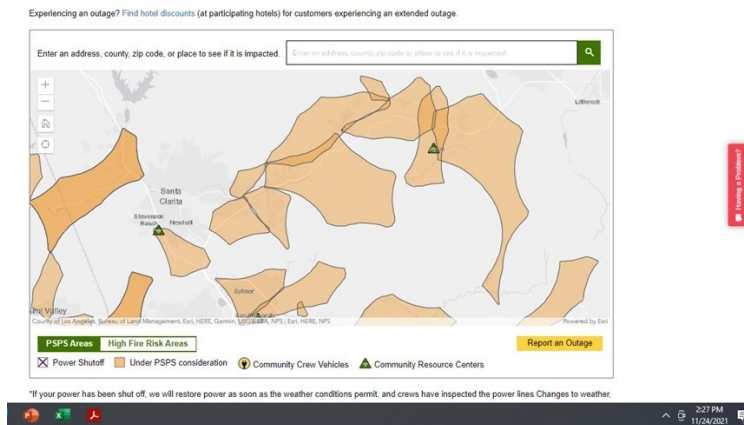 Experiencing an outage? Find hotel discounts (at participating hotels) for customers experiencing an extended outage.
Enter an address, county, zip code, or place to see if it is impacted.
Enter an address, county, zip code or place to see if it is impacted.
Littlerock
Santa
Clarita
Stevenson
Ranch
Newhall
Sylmar
Valley
County of Los Angeles, Bureau of Land Management, Esri, HERE, Garmin, USGS, EPA, NPS | Esri, HERE, NPS
Powered by Esri
Having a Problem?
PSPS Areas
High Fire Risk Areas
Report an Outage
Power Shutoff
Under PSPS consideration
Community Crew Vehicles
Community Resource Centers
*If your power has been shut off, we will restore power as soon as the weather conditions permit, and crews have inspected the power lines Changes to weather,
2:27 PM
11/24/2021